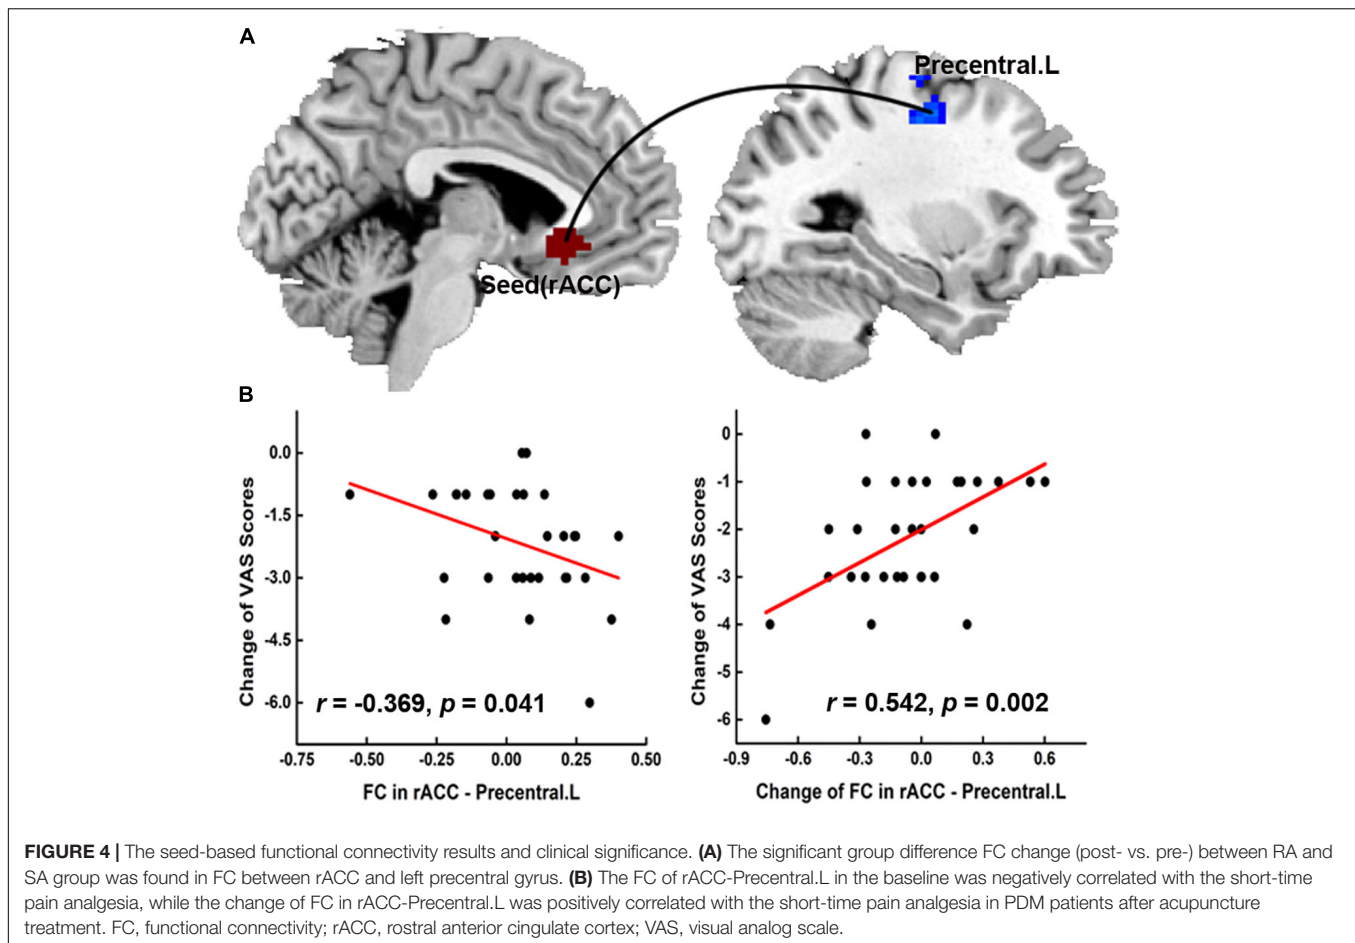 A
Precentral.L
Seed(rACC)
B
Change of VAS Scores
0.0
-1.5
-3.0
-4.5
-6.0
r = -0.369, p = 0.041
-0.75 -0.50 -0.25 0.00 0.25 0.50
FC in rACC - Precentral.L
Change of VAS Scores
0
-1
-2
-3
-4
-5
-6
r = 0.542, p = 0.002
-0.9 -0.6 -0.3 0.0 0.3 0.6
Change of FC in rACC - Precentral.L
FIGURE 4 | The seed-based functional connectivity results and clinical significance. (A) The significant group difference FC change (post- vs. pre-) between RA and
SA group was found in FC between rACC and left precentral gyrus. (B) The FC of rACC-Precentral.L in the baseline was negatively correlated with the short-time
pain analgesia, while the change of FC in rACC-Precentral.L was positively correlated with the short-time pain analgesia in PDM patients after acupuncture
treatment. FC, functional connectivity; rACC, rostral anterior cingulate cortex; VAS, visual analog scale.